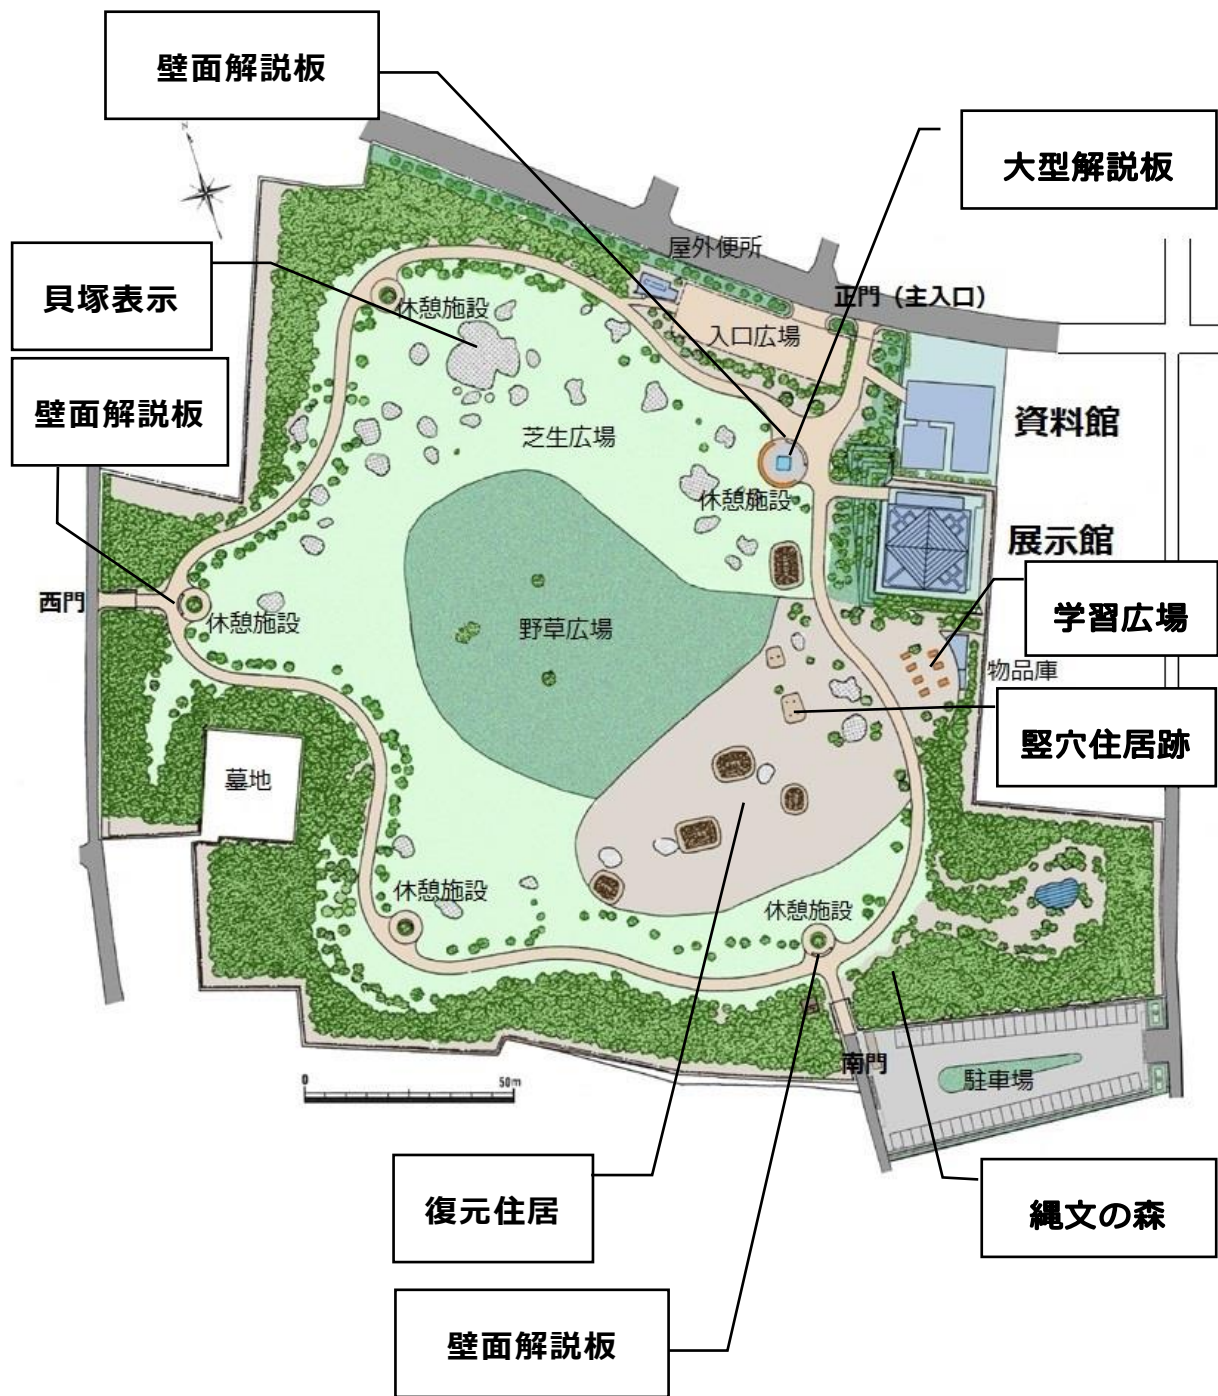 壁面解説板
大型解説板
N
屋外便所
貝塚表示
正門（主入口）
休憩施設
入口広場
壁面解説板
資料館
芝生広場
休憩施設
展示館
西門
休憩施設
野草広場
学習広場
物品庫
竪穴住居跡
墓地
休憩施設
休憩施設
南門
駐車場
0 50m
復元住居
縄文の森
壁面解説板